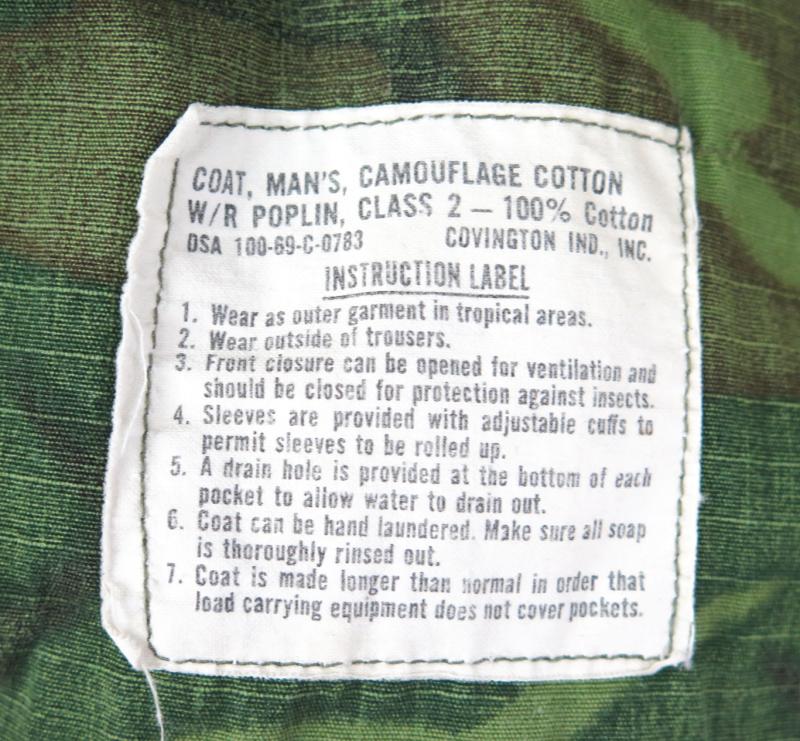 COAT, MAN'S, CAMOUFLAGE COTTON
W/R POPLIN, CLASS 2 — 100% Cotton
DSA 100-69-C-0783 COVINGTON IND., INC.
INSTRUCTION LABEL
1. Wear as outer garment in tropical areas.
2. Wear outside of trousers.
3. Front closure can be opened for ventilation and
should be closed for protection against insects.
4. Sleeves are provided with adjustable cuffs to
permit sleeves to be rolled up.
5. A drain hole is provided at the bottom of each
pocket to allow water to drain out.
6. Coat can be hand laundered. Make sure all soap
is thoroughly rinsed out.
7. Coat is made longer than normal in order that
load carrying equipment does not cover pockets.